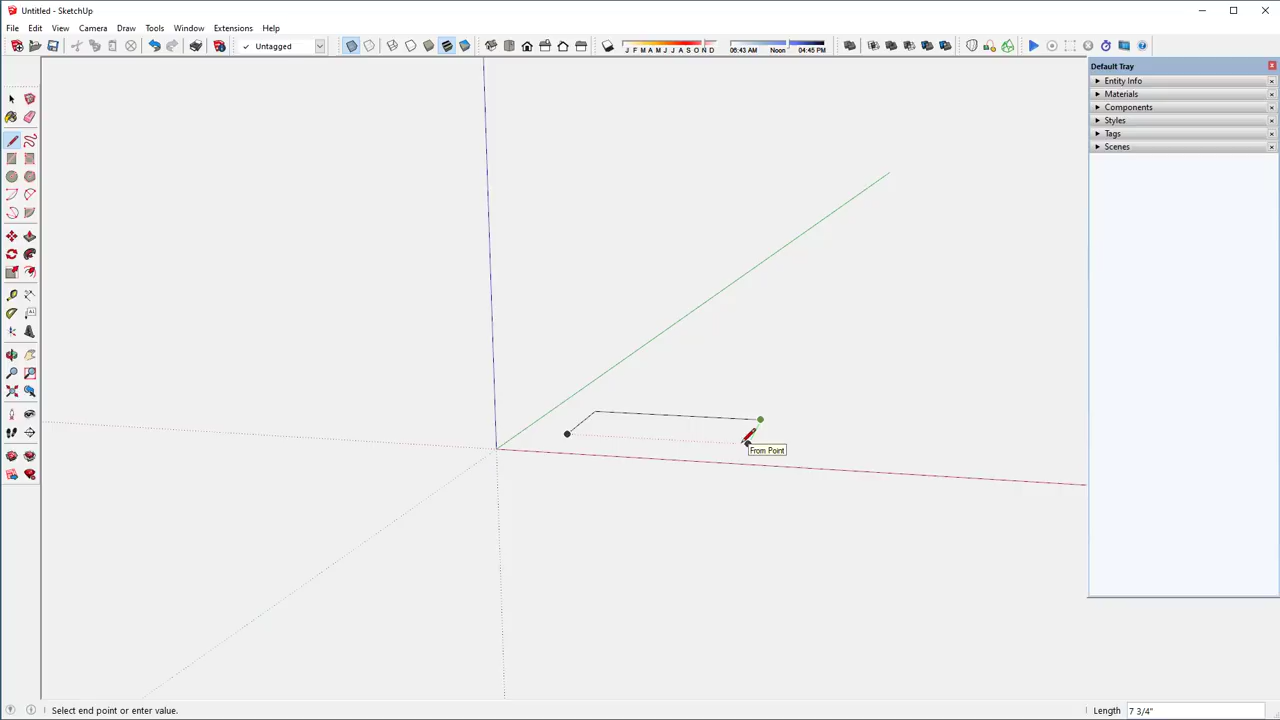 Untitled - SketchUp
File Edit View Camera Draw Tools Window Extensions Help
Untagged
J F M A M J J A S O N D
06:43 AM Noon 04:45 PM
Default Tray
Entity Info
Materials
Components
Styles
Tags
Scenes
From Point
Select end point or enter value.
Length 7 3/4"